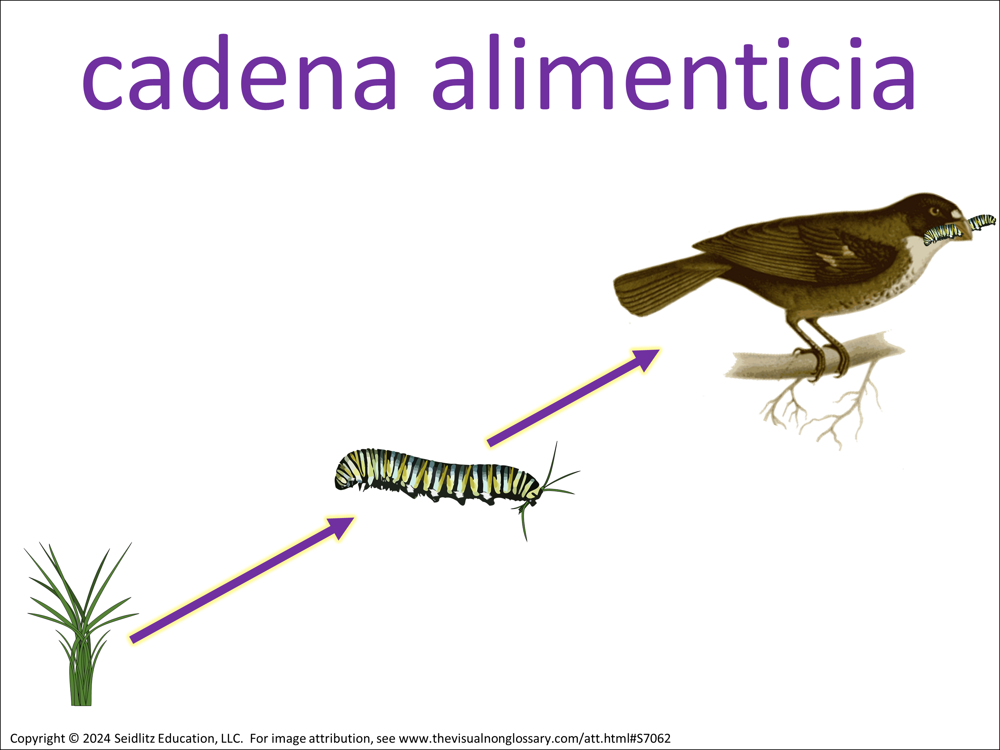 cadena alimenticia
Copyright © 2024 Seidlitz Education, LLC.  For image attribution, see www.thevisualnonglossary.com/att.html#S7062